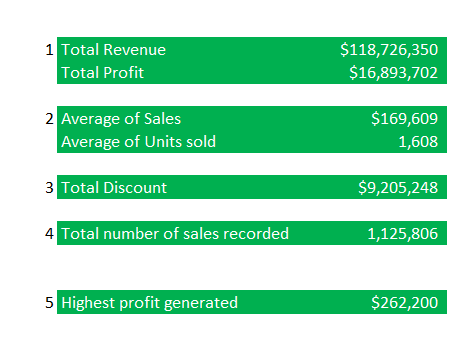 1 Total Revenue $118,726,350
Total Profit $16,893,702
2 Average of Sales $169,609
Average of Units sold 1,608
3 Total Discount $9,205,248
4 Total number of sales recorded 1,125,806
5 Highest profit generated $262,200